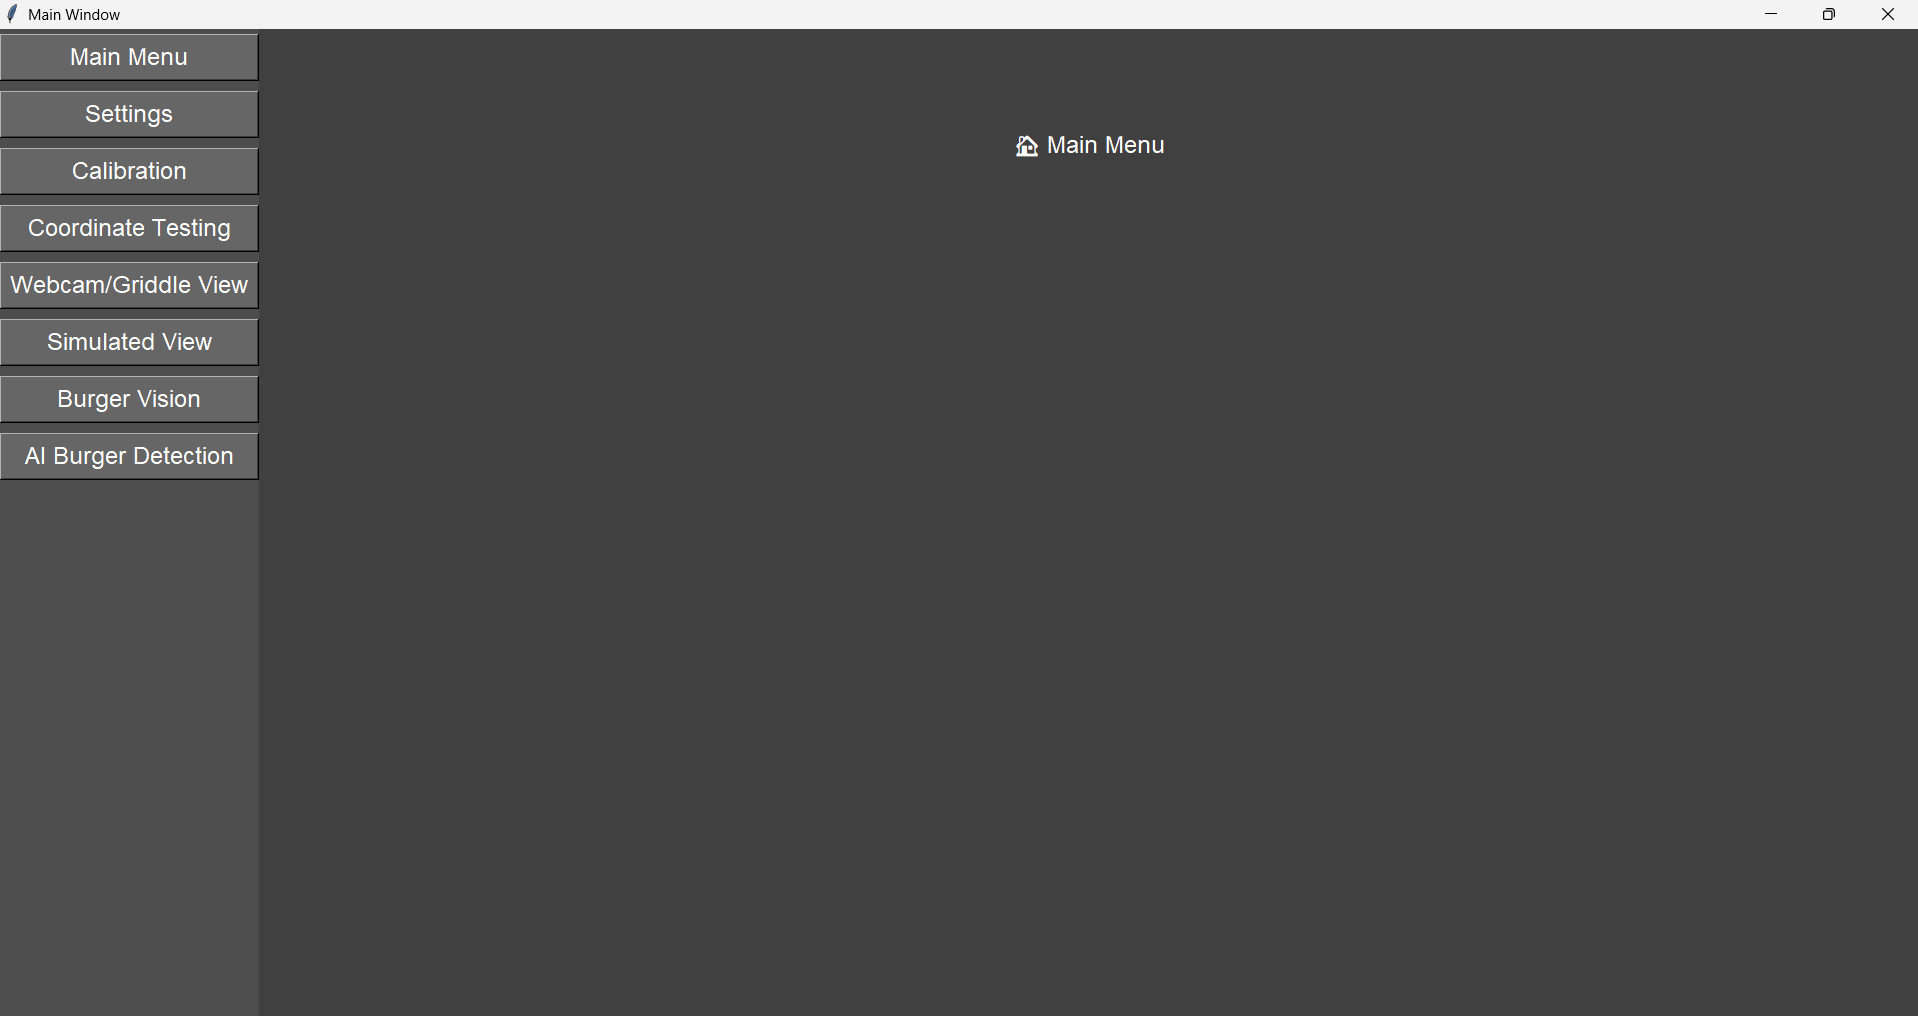 Main Window
Main Menu
Settings
Calibration
Coordinate Testing
Webcam/Griddle View
Simulated View
Burger Vision
AI Burger Detection
🏠 Main Menu